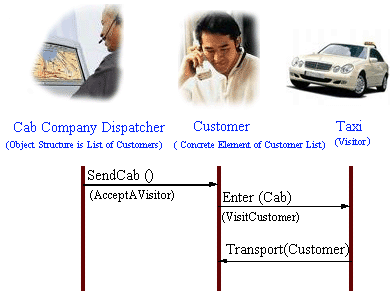 Cab Company Dispatcher Customer Taxi
(Object Structure is List of Customers) ( Concrete Element of Customer List) (Visitor)
SendCab ()
(AcceptAVisitor)
Enter (Cab)
(VisitCustomer)
Transport(Customer)